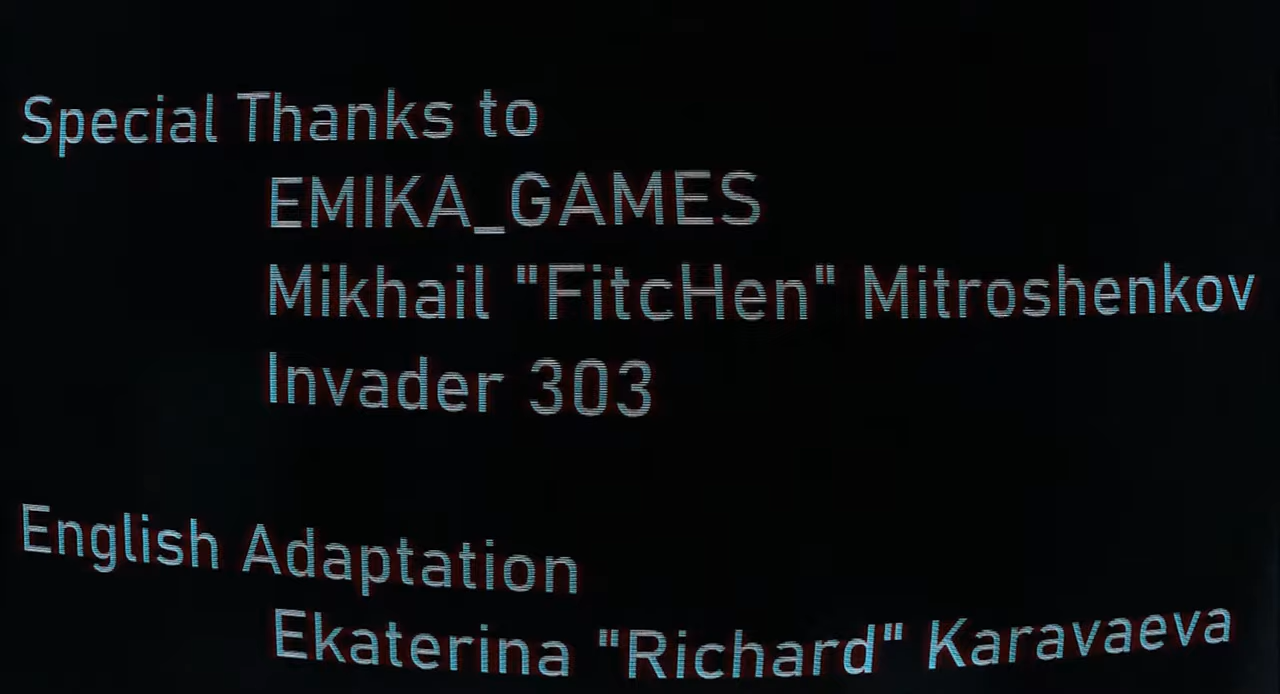 Special Thanks to
EMIKA_GAMES
Mikhail "FitcHen" Mitroshenkov
Invader 303
English Adaptation
Ekaterina "Richard" Karavaeva